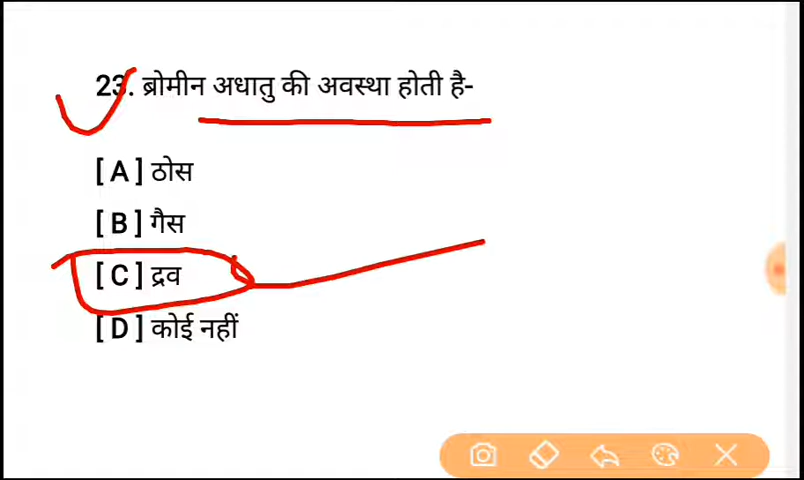 23. ब्रोमीन अधातु की अवस्था होती है-
[ A ] ठोस
[ B ] गैस
[ C ] द्रव
[ D ] कोई नहीं